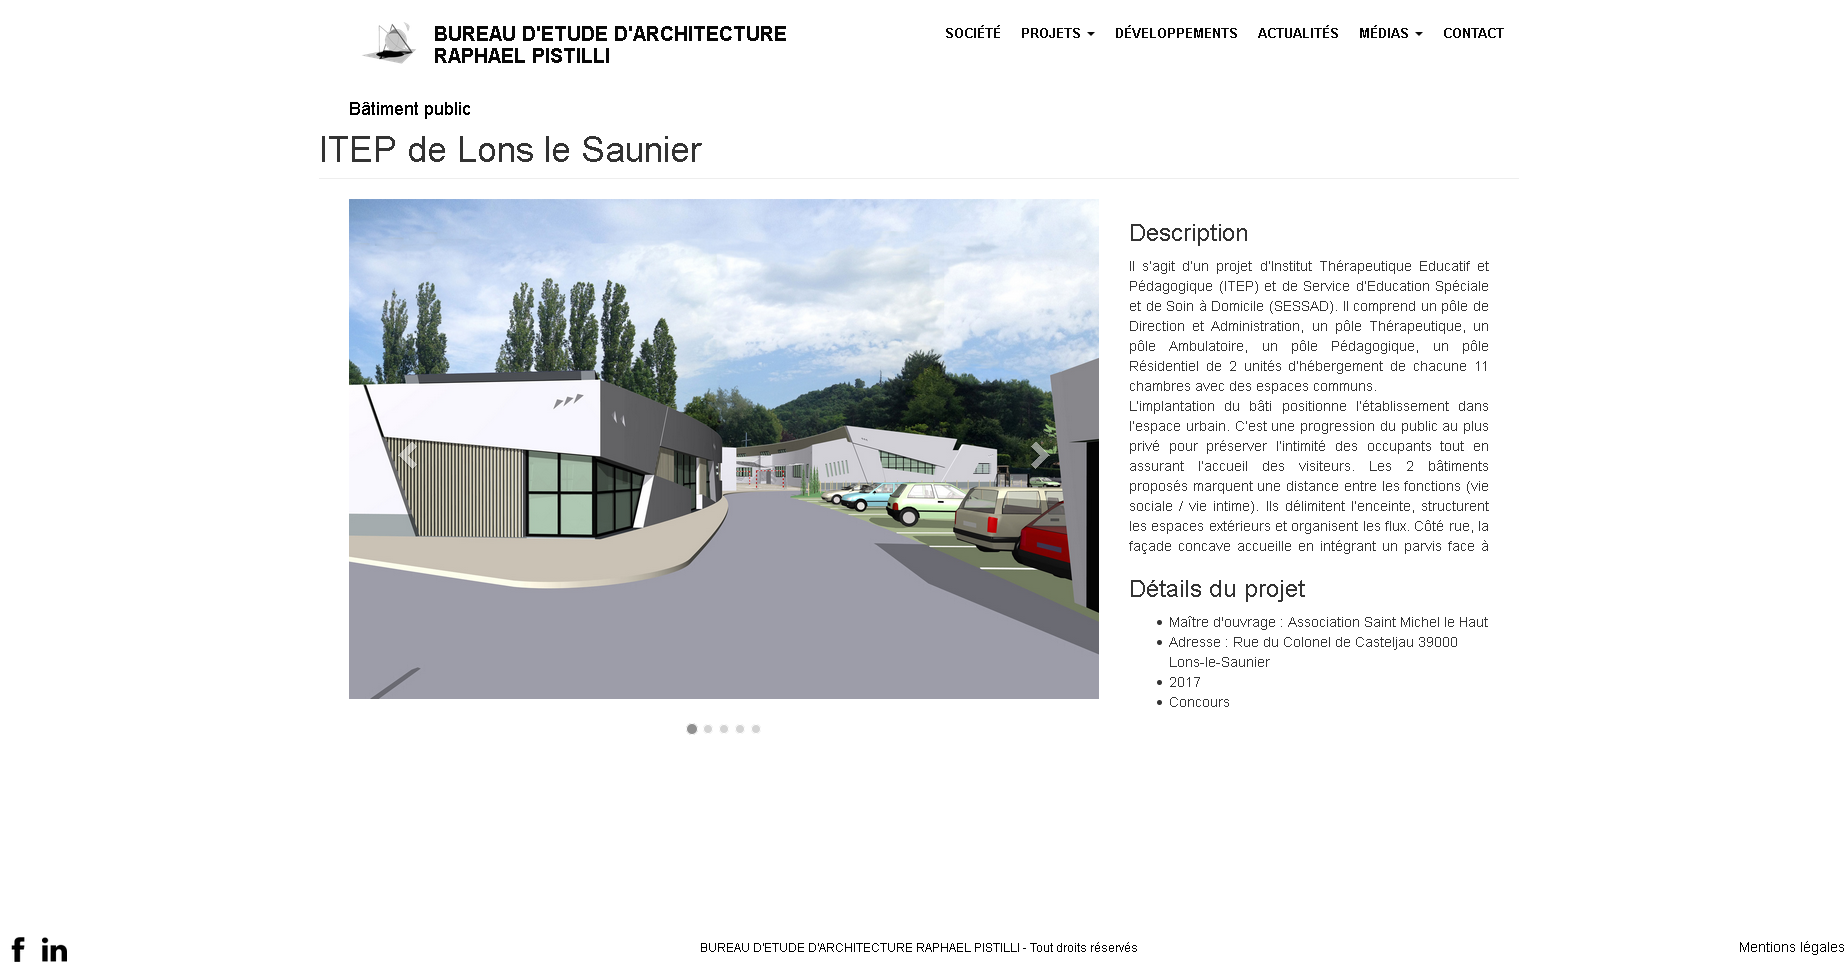 BUREAU D'ETUDE D'ARCHITECTURE
RAPHAEL PISTILLI
SOCIÉTÉ PROJETS DÉVELOPPEMENTS ACTUALITÉS MÉDIAS CONTACT
Bâtiment public
ITEP de Lons le Saunier
Description
Il s'agit d'un projet d'Institut Thérapeutique Educatif et
Pédagogique (ITEP) et de Service d'Education Spéciale
et de Soin à Domicile (SESSAD). Il comprend un pôle de
Direction et Administration, un pôle Thérapeutique, un
pôle Ambulatoire, un pôle Pédagogique, un pôle
Résidentiel de 2 unités d'hébergement de chacune 11
chambres avec des espaces communs.
L'implantation du bâti positionne l'établissement dans
l'espace urbain. C'est une progression du public au plus
privé pour préserver l'intimité des occupants tout en
assurant l'accueil des visiteurs. Les 2 bâtiments
proposés marquent une distance entre les fonctions (vie
sociale / vie intime). Ils délimitent l'enceinte, structurent
les espaces extérieurs et organisent les flux. Côté rue, la
façade concave accueille en intégrant un parvis face à
Détails du projet
Maître d'ouvrage : Association Saint Michel le Haut
Adresse : Rue du Colonel de Casteljau 39000
Lons-le-Saunier
2017
Concours
BUREAU D'ETUDE D'ARCHITECTURE RAPHAEL PISTILLI - Tout droits réservés
Mentions légales